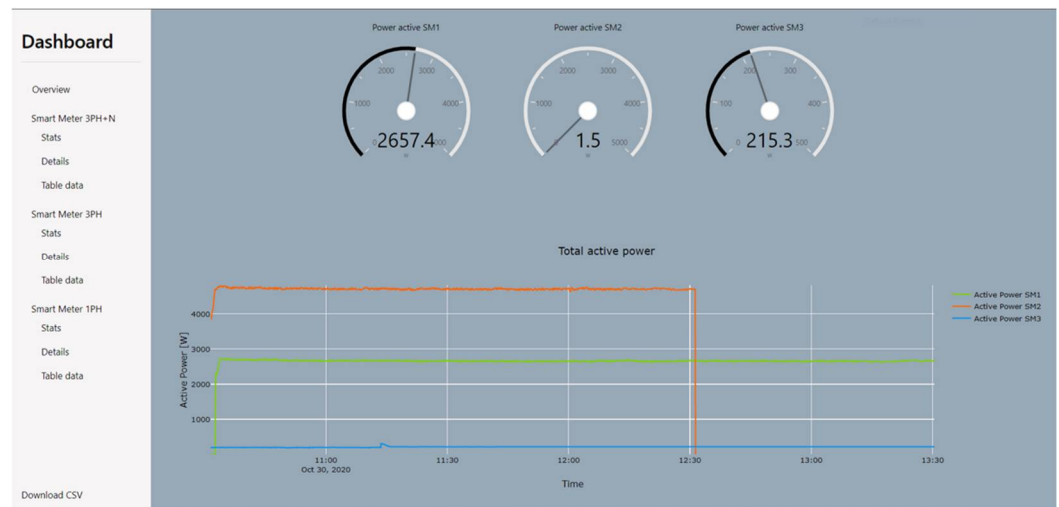 Dashboard
Overview
Smart Meter 3PH+N
Stats
Details
Table data
Smart Meter 3PH
Stats
Details
Table data
Smart Meter 1PH
Stats
Details
Table data
Download CSV
Power active SM1
2000 3000
1000 4000
0 2657.4
Power active SM2
2000 3000
1000 4000
1.5 5000
Power active SM3
300
100 400
0 215.3 500
Total active power
Active Power [W]
4000
3000
2000
1000
11:00 11:30 12:00 12:30 13:00 13:30
Oct 30, 2020
Time
Active Power SM1
Active Power SM2
Active Power SM3